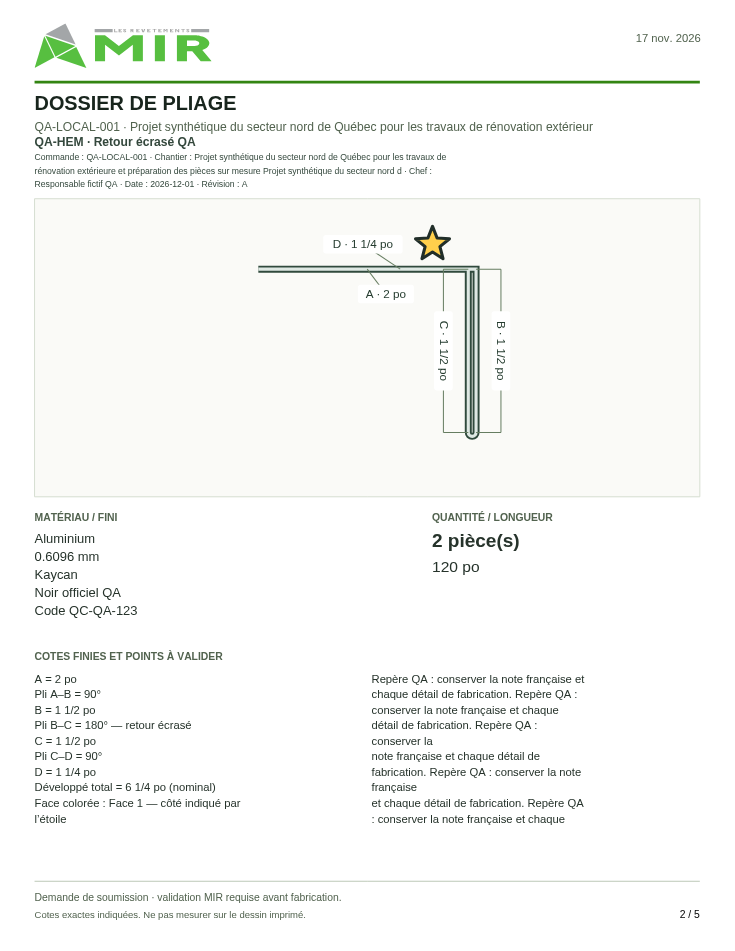 LES REVÊTEMENTS
MIR
17 nov. 2026
DOSSIER DE PLIAGE
QA-LOCAL-001 · Projet synthétique du secteur nord de Québec pour les travaux de rénovation extérieur
QA-HEM · Retour écrasé QA
Commande : QA-LOCAL-001 · Chantier : Projet synthétique du secteur nord de Québec pour les travaux de
rénovation extérieure et préparation des pièces sur mesure Projet synthétique du secteur nord d · Chef :
Responsable fictif QA · Date : 2026-12-01 · Révision : A
D · 1 1/4 po
A · 2 po
C · 1 1/2 po
B · 1 1/2 po
MATÉRIAU / FINI
Aluminium
0.6096 mm
Kaycan
Noir officiel QA
Code QC-QA-123
QUANTITÉ / LONGUEUR
2 pièce(s)
120 po
COTES FINIES ET POINTS À VALIDER
A = 2 po
Pli A–B = 90°
B = 1 1/2 po
Pli B–C = 180° — retour écrasé
C = 1 1/2 po
Pli C–D = 90°
D = 1 1/4 po
Développé total = 6 1/4 po (nominal)
Face colorée : Face 1 — côté indiqué par
l’étoile
Repère QA : conserver la note française et
chaque détail de fabrication. Repère QA :
conserver la note française et chaque
détail de fabrication. Repère QA :
conserver la
note française et chaque détail de
fabrication. Repère QA : conserver la note
française
et chaque détail de fabrication. Repère QA
: conserver la note française et chaque
Demande de soumission · validation MIR requise avant fabrication.
Cotes exactes indiquées. Ne pas mesurer sur le dessin imprimé.
2 / 5